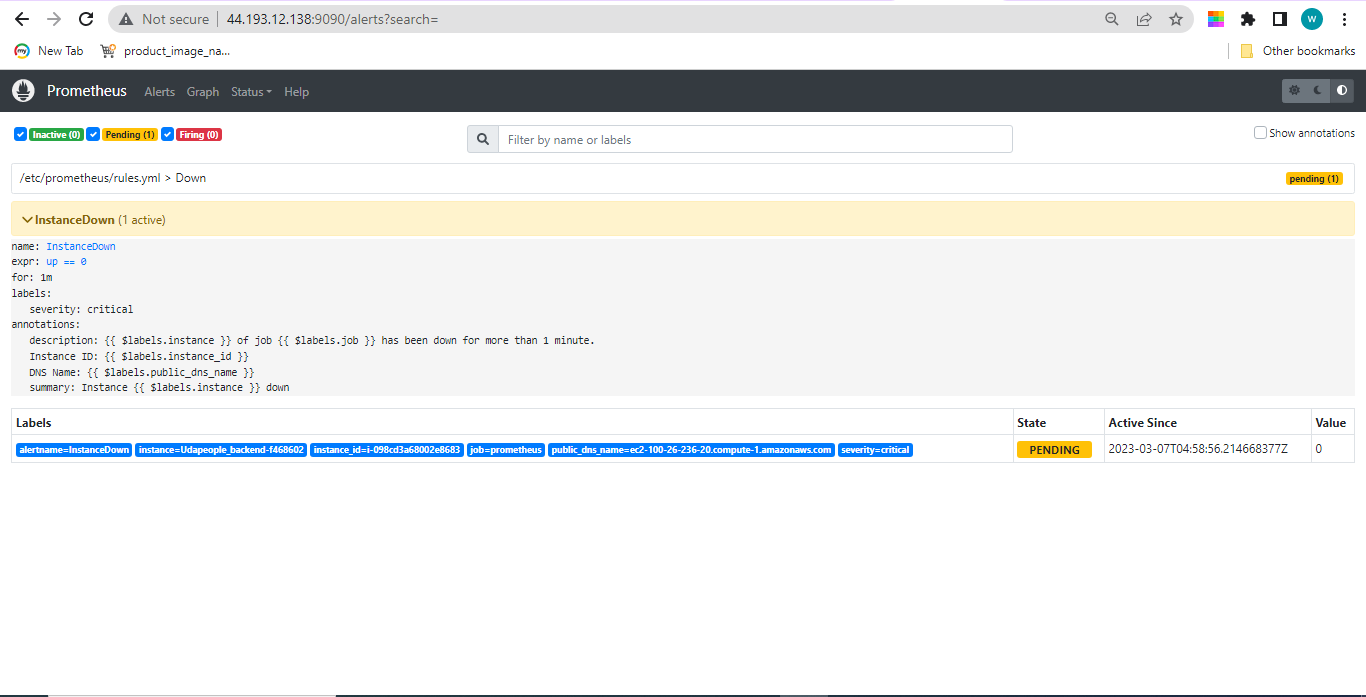 Not secure 44.193.12.138:9090/alerts?search= W
my New Tab product_image_na... Other bookmarks
Prometheus Alerts Graph Status Help
Inactive (0) Pending (1) Firing (0) Filter by name or labels Show annotations
/etc/prometheus/rules.yml > Down pending (1)
InstanceDown (1 active)
name: InstanceDown
expr: up == 0
for: 1m
labels:
severity: critical
annotations:
description: {{ $labels.instance }} of job {{ $labels.job }} has been down for more than 1 minute.
Instance ID: {{ $labels.instance_id }}
DNS Name: {{ $labels.public_dns_name }}
summary: Instance {{ $labels.instance }} down
Labels State Active Since Value
alertname=InstanceDown instance=Udapeople_backend-f468602 instance_id=i-098cd3a68002e8683 job=prometheus public_dns_name=ec2-100-26-236-20.compute-1.amazonaws.com severity=critical PENDING 2023-03-07T04:58:56.214668377Z 0